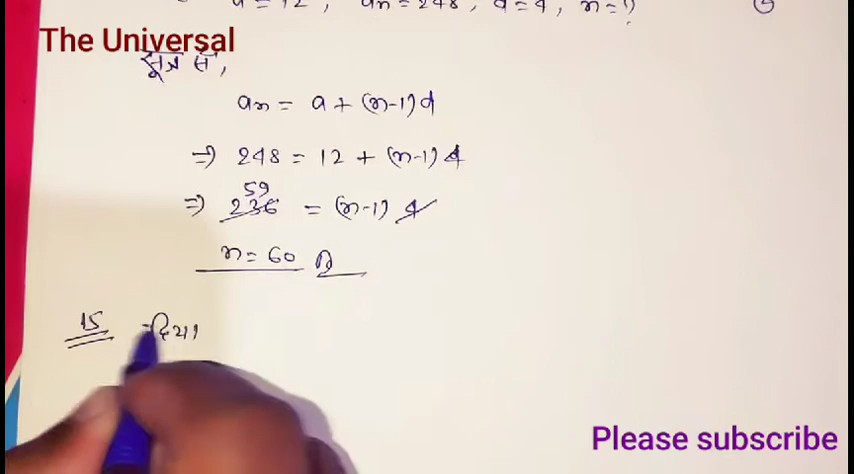 a = 12, an = 248, d = 4, n = ?
The Universal
सूत्र से,
an = a + (n-1)d
⇒ 248 = 12 + (n-1) 4
59
⇒ 236 = (n-1) 4
n = 60
15 दिया
Please subscribe